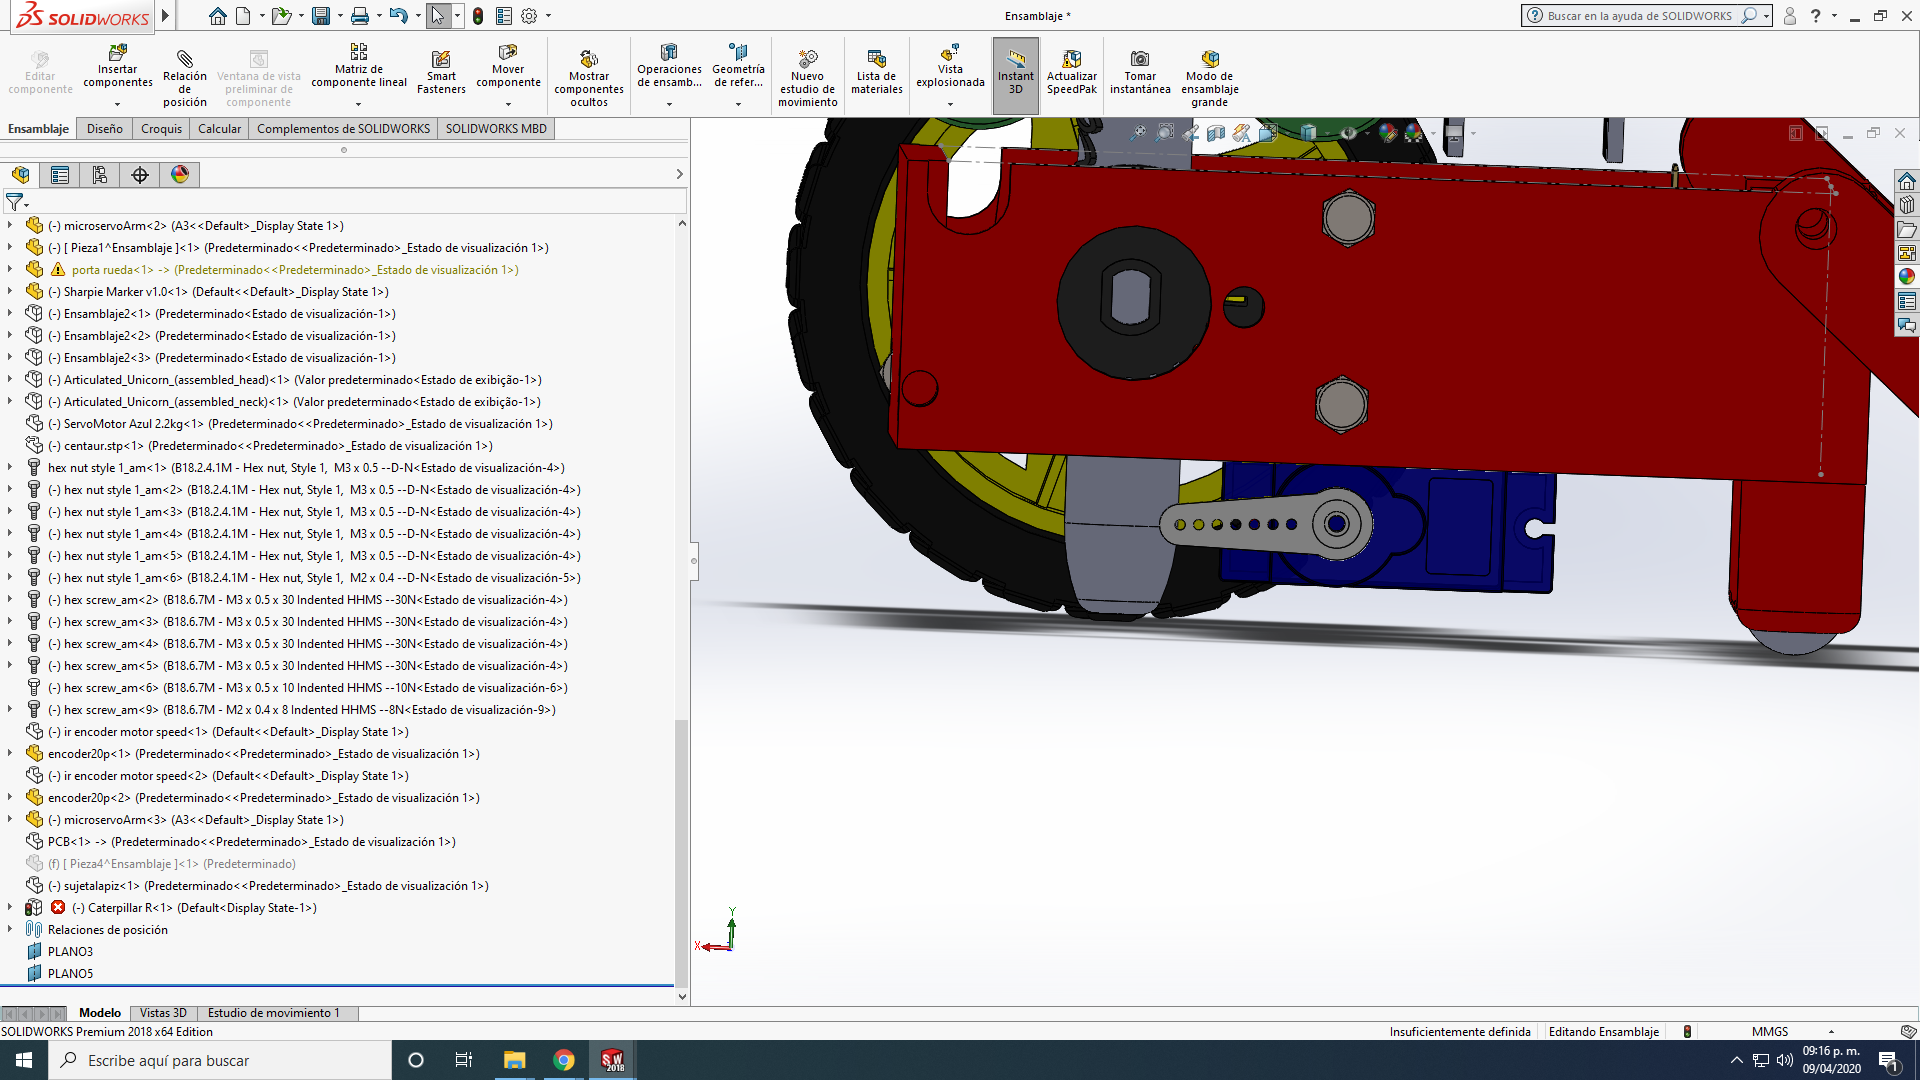 SOLIDWORKS
Ensamblaje *
Buscar en la ayuda de SOLIDWORKS
Editar componente
Insertar componentes
Relación de posición
Ventana de vista preliminar de componente
Matriz de componente lineal
Smart Fasteners
Mover componente
Mostrar componentes ocultos
Operaciones de ensamb...
Geometría de refer...
Nuevo estudio de movimiento
Lista de materiales
Vista explosionada
Instant 3D
Actualizar SpeedPak
Tomar instantánea
Modo de ensamblaje grande
Ensamblaje
Diseño
Croquis
Calcular
Complementos de SOLIDWORKS
SOLIDWORKS MBD
(-) microservoArm<2> (A3<<Default>_Display State 1>)
(-) [ Pieza1^Ensamblaje ]<1> (Predeterminado<<Predeterminado>_Estado de visualización 1>)
porta rueda<1> -> (Predeterminado<<Predeterminado>_Estado de visualización 1>)
(-) Sharpie Marker v1.0<1> (Default<<Default>_Display State 1>)
(-) Ensamblaje2<1> (Predeterminado<Estado de visualización-1>)
(-) Ensamblaje2<2> (Predeterminado<Estado de visualización-1>)
(-) Ensamblaje2<3> (Predeterminado<Estado de visualización-1>)
(-) Articulated_Unicorn_(assembled_head)<1> (Valor predeterminado<Estado de exibição-1>)
(-) Articulated_Unicorn_(assembled_neck)<1> (Valor predeterminado<Estado de exibição-1>)
(-) ServoMotor Azul 2.2kg<1> (Predeterminado<<Predeterminado>_Estado de visualización 1>)
(-) centaur.stp<1> (Predeterminado<<Predeterminado>_Estado de visualización 1>)
hex nut style 1_am<1> (B18.2.4.1M - Hex nut, Style 1,  M3 x 0.5 --D-N<Estado de visualización-4>)
(-) hex nut style 1_am<2> (B18.2.4.1M - Hex nut, Style 1,  M3 x 0.5 --D-N<Estado de visualización-4>)
(-) hex nut style 1_am<3> (B18.2.4.1M - Hex nut, Style 1,  M3 x 0.5 --D-N<Estado de visualización-4>)
(-) hex nut style 1_am<4> (B18.2.4.1M - Hex nut, Style 1,  M3 x 0.5 --D-N<Estado de visualización-4>)
(-) hex nut style 1_am<5> (B18.2.4.1M - Hex nut, Style 1,  M3 x 0.5 --D-N<Estado de visualización-4>)
(-) hex nut style 1_am<6> (B18.2.4.1M - Hex nut, Style 1,  M2 x 0.4 --D-N<Estado de visualización-5>)
(-) hex screw_am<2> (B18.6.7M - M3 x 0.5 x 30 Indented HHMS --30N<Estado de visualización-4>)
(-) hex screw_am<3> (B18.6.7M - M3 x 0.5 x 30 Indented HHMS --30N<Estado de visualización-4>)
(-) hex screw_am<4> (B18.6.7M - M3 x 0.5 x 30 Indented HHMS --30N<Estado de visualización-4>)
(-) hex screw_am<5> (B18.6.7M - M3 x 0.5 x 30 Indented HHMS --30N<Estado de visualización-4>)
(-) hex screw_am<6> (B18.6.7M - M3 x 0.5 x 10 Indented HHMS --10N<Estado de visualización-6>)
(-) hex screw_am<9> (B18.6.7M - M2 x 0.4 x 8 Indented HHMS --8N<Estado de visualización-9>)
(-) ir encoder motor speed<1> (Default<<Default>_Display State 1>)
encoder20p<1> (Predeterminado<<Predeterminado>_Estado de visualización 1>)
(-) ir encoder motor speed<2> (Default<<Default>_Display State 1>)
encoder20p<2> (Predeterminado<<Predeterminado>_Estado de visualización 1>)
(-) microservoArm<3> (A3<<Default>_Display State 1>)
PCB<1> -> (Predeterminado<<Predeterminado>_Estado de visualización 1>)
(f) [ Pieza4^Ensamblaje ]<1> (Predeterminado)
(-) sujetalapiz<1> (Predeterminado<<Predeterminado>_Estado de visualización 1>)
(-) Caterpillar R<1> (Default<Display State-1>)
Relaciones de posición
PLANO3
PLANO5
Y
X
Modelo
Vistas 3D
Estudio de movimiento 1
SOLIDWORKS Premium 2018 x64 Edition
Insuficientemente definida
Editando Ensamblaje
MMGS
Escribe aquí para buscar
SW 2018
09:16 p. m.
09/04/2020
1